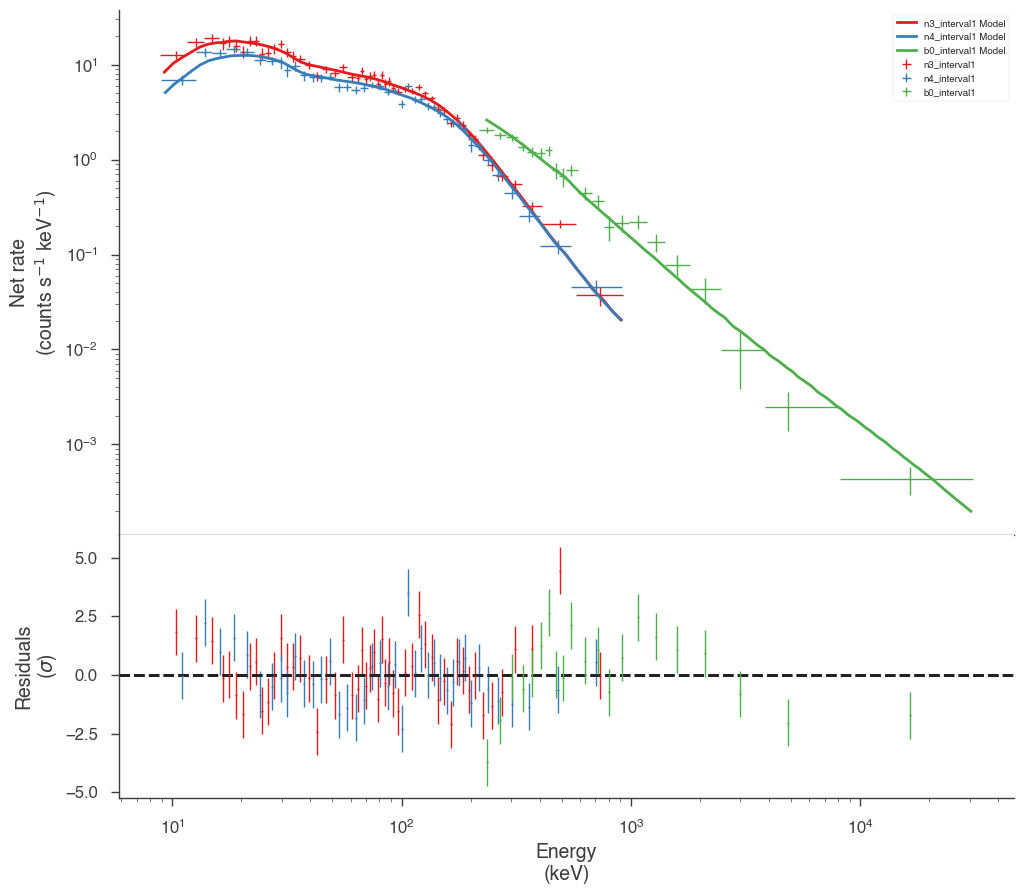 n3_interval1 Model
n4_interval1 Model
b0_interval1 Model
n3_interval1
n4_interval1
b0_interval1
Net rate
(counts s⁻¹ keV⁻¹)
10¹
10⁰
10⁻¹
10⁻²
10⁻³
Residuals
(σ)
5.0
2.5
0.0
−2.5
−5.0
10¹ 10² 10³ 10⁴
Energy
(keV)